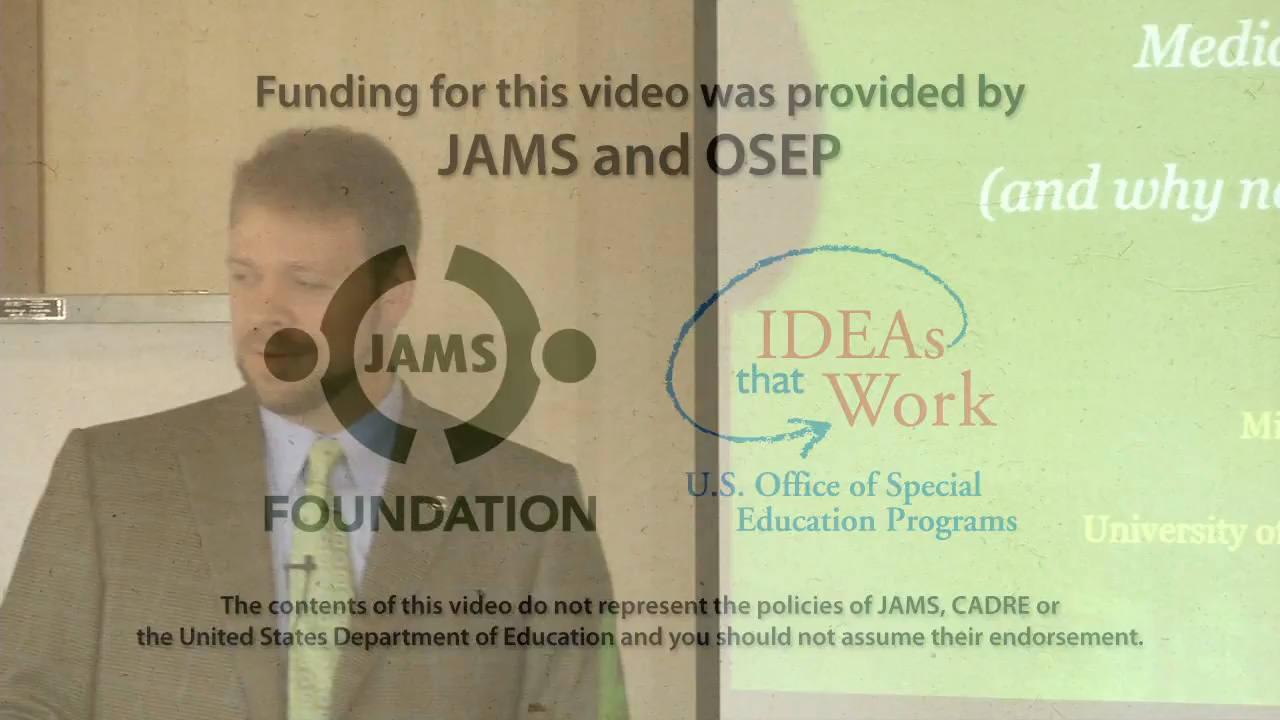 Medic
(and why n
Mi
University o
Funding for this video was provided by
JAMS and OSEP
JAMS
FOUNDATION
IDEAs
that Work
U.S. Office of Special
Education Programs
The contents of this video do not represent the policies of JAMS, CADRE or
the United States Department of Education and you should not assume their endorsement.